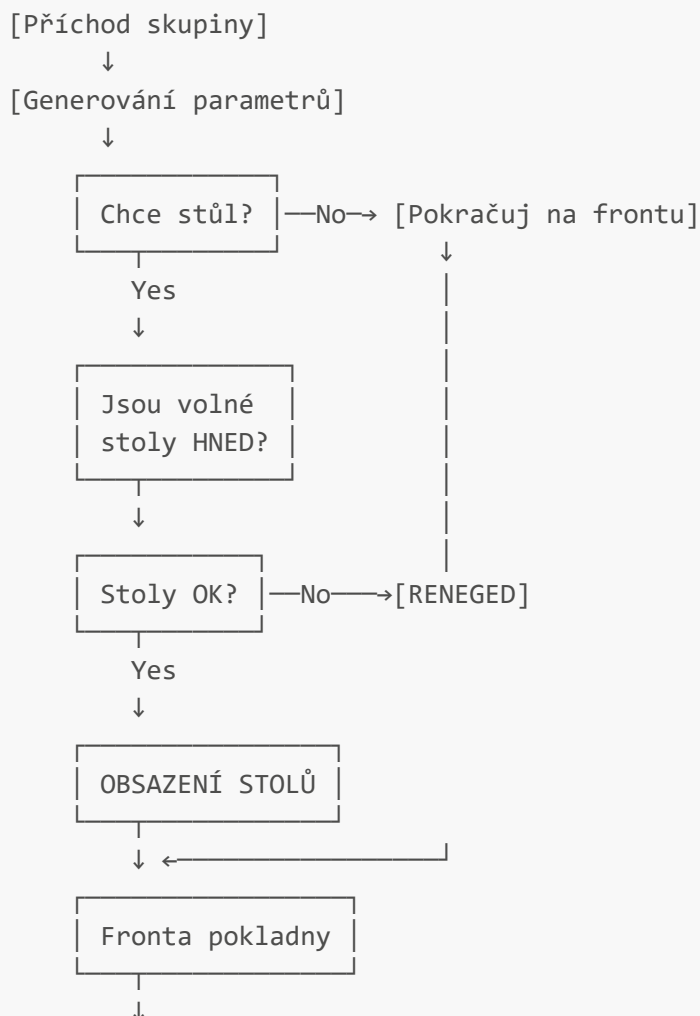 [Příchod skupiny]
[Generování parametrů]
Chce stůl? No [Pokračuj na frontu]
Yes
Jsou volné
stoly HNED?
Stoly OK? No [RENEGED]
Yes
OBSAZENÍ STOLŮ
Fronta pokladny